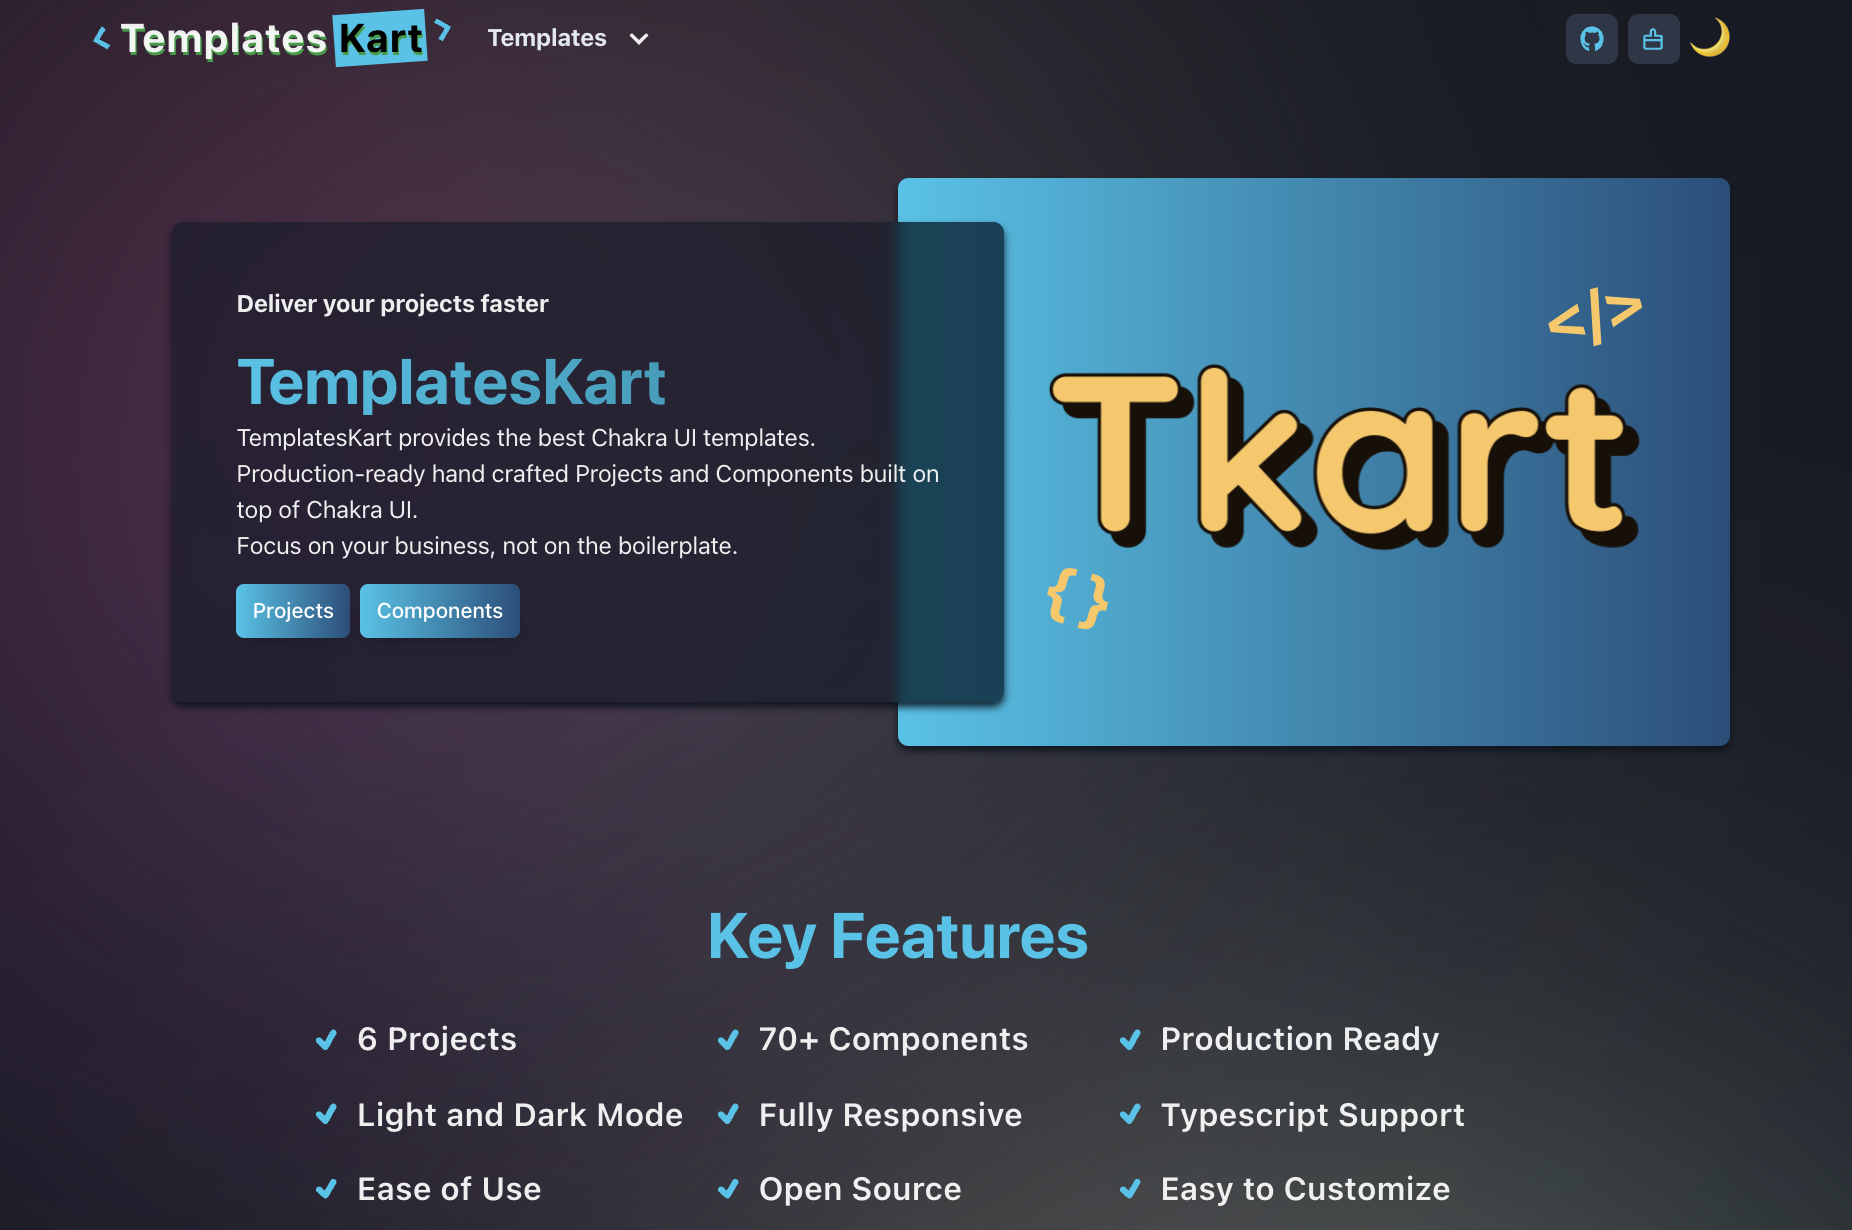 < Templates Kart >
Templates
Deliver your projects faster
TemplatesKart
TemplatesKart provides the best Chakra UI templates.
Production-ready hand crafted Projects and Components built on
top of Chakra UI.
Focus on your business, not on the boilerplate.
Projects
Components
</>
Tkart
{}
Key Features
6 Projects
70+ Components
Production Ready
Light and Dark Mode
Fully Responsive
Typescript Support
Ease of Use
Open Source
Easy to Customize